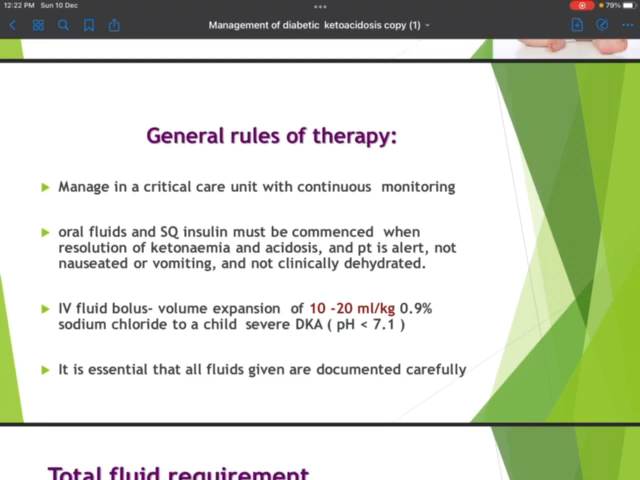 12:22 PM Sun 10 Dec
79%
Management of diabetic ketoacidosis copy (1)
General rules of therapy:
Manage in a critical care unit with continuous monitoring
oral fluids and SQ insulin must be commenced when
resolution of ketonaemia and acidosis, and pt is alert, not
nauseated or vomiting, and not clinically dehydrated.
IV fluid bolus- volume expansion of 10 -20 ml/kg 0.9%
sodium chloride to a child severe DKA ( pH < 7.1 )
It is essential that all fluids given are documented carefully
Total fluid requirement